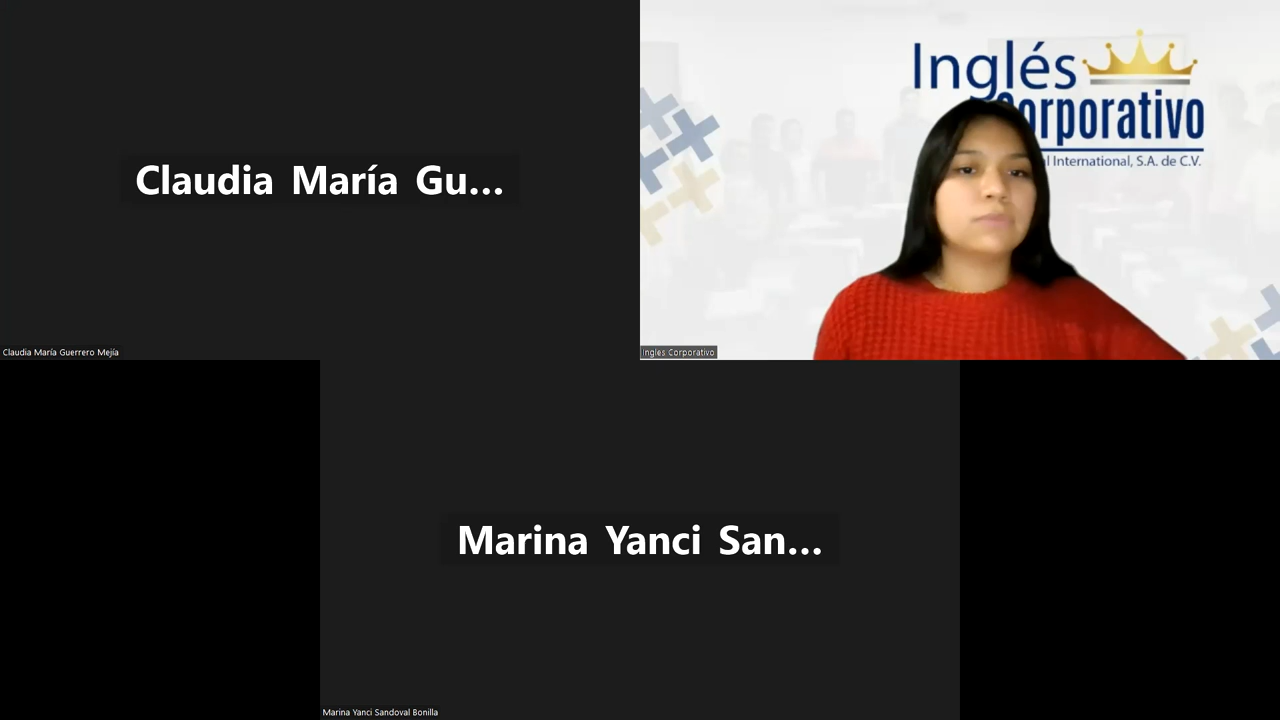 Claudia María Gu...
Claudia María Guerrero Mejía
Inglés
orporativo
l International, S.A. de C.V.
Ingles Corporativo
Marina Yanci San...
Marina Yanci Sandoval Bonilla